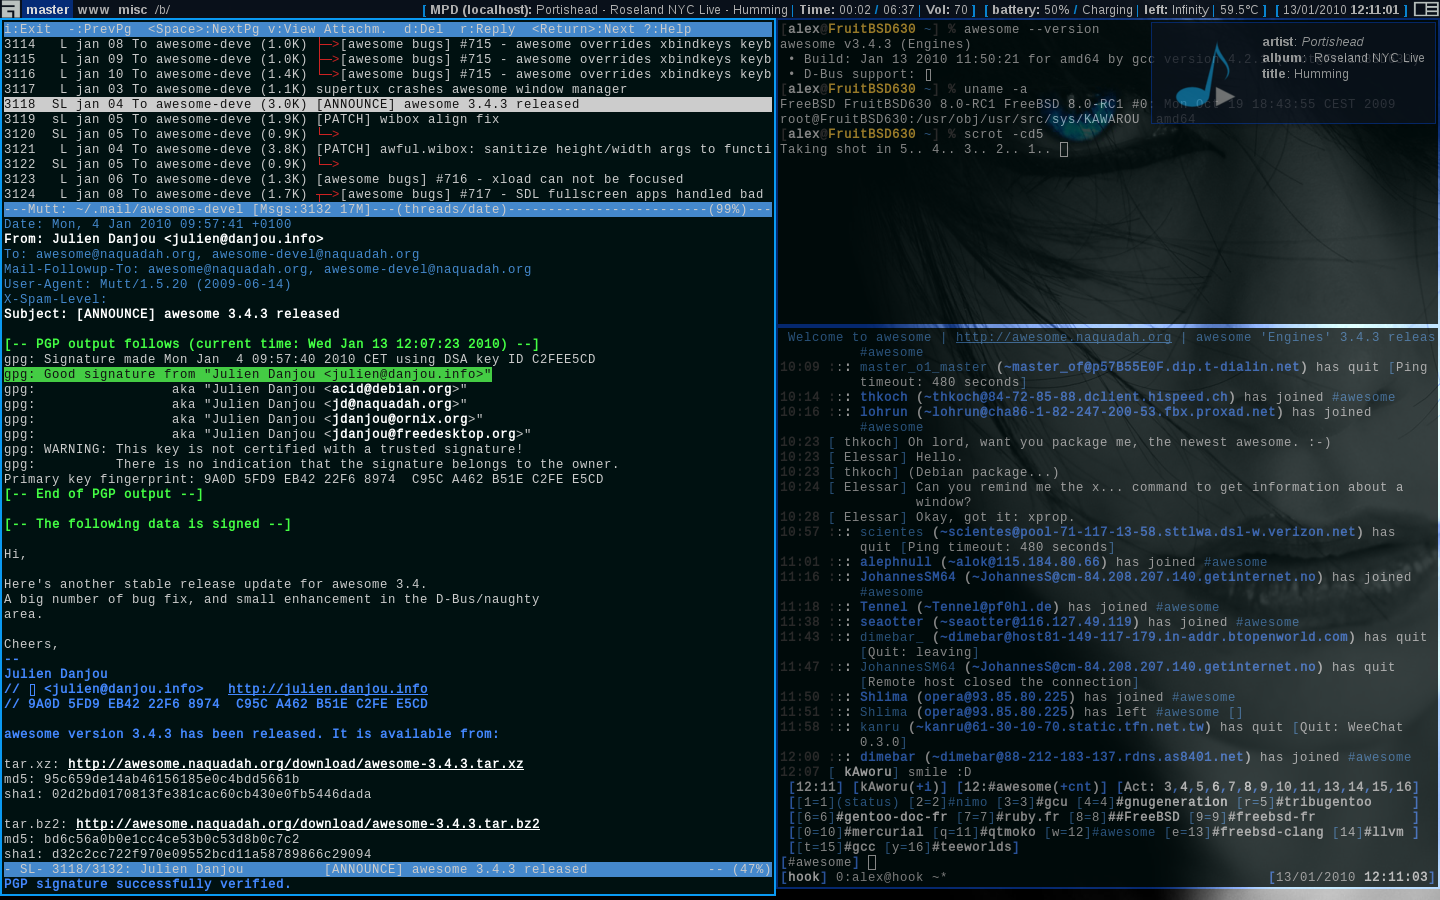 master www misc /b/ [ MPD (localhost): Portishead - Roseland NYC Live - Humming | Time: 00:02 / 06:37 | Vol: 70 ] [ battery: 50% / Charging | left: Infinity | 59.5°C ] [ 13/01/2010 12:11:01 ]
i:Exit  -:PrevPg  <Space>:NextPg v:View Attachm.  d:Del  r:Reply  <Return>:Next ?:Help
3114   L jan 08 To awesome-deve (1.0K) ├─>[awesome bugs] #715 - awesome overrides xbindkeys keyb
3115   L jan 09 To awesome-deve (1.0K) ├─>[awesome bugs] #715 - awesome overrides xbindkeys keyb
3116   L jan 10 To awesome-deve (1.4K) └─>[awesome bugs] #715 - awesome overrides xbindkeys keyb
3117   L jan 03 To awesome-deve (1.1K) supertux crashes awesome window manager
3118  SL jan 04 To awesome-deve (3.0K) [ANNOUNCE] awesome 3.4.3 released
3119  sL jan 05 To awesome-deve (1.9K) [PATCH] wibox align fix
3120  SL jan 05 To awesome-deve (0.9K) └─>
3121   L jan 04 To awesome-deve (3.8K) [PATCH] awful.wibox: sanitize height/width args to functi
3122  SL jan 05 To awesome-deve (0.9K) └─>
3123   L jan 06 To awesome-deve (1.3K) [awesome bugs] #716 - xload can not be focused
3124   L jan 08 To awesome-deve (1.7K) ┬─>[awesome bugs] #717 - SDL fullscreen apps handled bad
---Mutt: ~/.mail/awesome-devel [Msgs:3132 17M]---(threads/date)-------------------------(99%)---
Date: Mon, 4 Jan 2010 09:57:41 +0100
From: Julien Danjou <julien@danjou.info>
To: awesome@naquadah.org, awesome-devel@naquadah.org
Mail-Followup-To: awesome@naquadah.org, awesome-devel@naquadah.org
User-Agent: Mutt/1.5.20 (2009-06-14)
X-Spam-Level:
Subject: [ANNOUNCE] awesome 3.4.3 released
[-- PGP output follows (current time: Wed Jan 13 12:07:23 2010) --]
gpg: Signature made Mon Jan  4 09:57:40 2010 CET using DSA key ID C2FEE5CD
gpg: Good signature from "Julien Danjou <julien@danjou.info>"
gpg:                 aka "Julien Danjou <acid@debian.org>"
gpg:                 aka "Julien Danjou <jd@naquadah.org>"
gpg:                 aka "Julien Danjou <jdanjou@ornix.org>"
gpg:                 aka "Julien Danjou <jdanjou@freedesktop.org>"
gpg: WARNING: This key is not certified with a trusted signature!
gpg:          There is no indication that the signature belongs to the owner.
Primary key fingerprint: 9A0D 5FD9 EB42 22F6 8974  C95C A462 B51E C2FE E5CD
[-- End of PGP output --]
[-- The following data is signed --]
Hi,
Here's another stable release update for awesome 3.4.
A big number of bug fix, and small enhancement in the D-Bus/naughty
area.
Cheers,
--
Julien Danjou
// <julien@danjou.info>   http://julien.danjou.info
// 9A0D 5FD9 EB42 22F6 8974  C95C A462 B51E C2FE E5CD
awesome version 3.4.3 has been released. It is available from:
tar.xz: http://awesome.naquadah.org/download/awesome-3.4.3.tar.xz
md5: 95c659de14ab46156185e0c4bdd5661b
sha1: 02d2bd0170813fe381cac60cb430e0fb5446dada
tar.bz2: http://awesome.naquadah.org/download/awesome-3.4.3.tar.bz2
md5: bd6c56a0b0e1cc4ce53b0c53d8b0c7c2
sha1: d32c2cc722f970e09552bcd11a58789866c29094
- SL- 3118/3132: Julien Danjou          [ANNOUNCE] awesome 3.4.3 released               -- (47%)
PGP signature successfully verified.
[alex@FruitBSD630 ~] % awesome --version
awesome v3.4.3 (Engines)
• Build: Jan 13 2010 11:50:21 for amd64 by gcc version 4.2.
• D-Bus support:
[alex@FruitBSD630 ~] % uname -a
FreeBSD FruitBSD630 8.0-RC1 FreeBSD 8.0-RC1 #0: Mon Oct 19 18:43:55 CEST 2009
root@FruitBSD630:/usr/obj/usr/src/sys/KAWAROU  amd64
[alex@FruitBSD630 ~] % scrot -cd5
Taking shot in 5.. 4.. 3.. 2.. 1..
artist: Portishead
album: Roseland NYC Live
title: Humming
Welcome to awesome | http://awesome.naquadah.org | awesome 'Engines' 3.4.3 releas
#awesome
10:09 ::: master_o1_master (~master_of@p57B55E0F.dip.t-dialin.net) has quit [Ping
timeout: 480 seconds]
10:14 ::: thkoch (~thkoch@84-72-85-88.dclient.hispeed.ch) has joined #awesome
10:16 ::: lohrun (~lohrun@cha86-1-82-247-200-53.fbx.proxad.net) has joined
#awesome
10:23 [ thkoch] Oh lord, want you package me, the newest awesome. :-)
10:23 [ Elessar] Hello.
10:23 [ thkoch] (Debian package...)
10:24 [ Elessar] Can you remind me the x... command to get information about a
window?
10:28 [ Elessar] Okay, got it: xprop.
10:57 ::: scientes (~scientes@pool-71-117-13-58.sttlwa.dsl-w.verizon.net) has
quit [Ping timeout: 480 seconds]
11:01 ::: alephnull (~alok@115.184.80.66) has joined #awesome
11:16 ::: JohannesSM64 (~JohannesS@cm-84.208.207.140.getinternet.no) has joined
#awesome
11:18 ::: Tennel (~Tennel@pf0hl.de) has joined #awesome
11:38 ::: seaotter (~seaotter@116.127.49.119) has joined #awesome
11:43 ::: dimebar_ (~dimebar@host81-149-117-179.in-addr.btopenworld.com) has quit
[Quit: leaving]
11:47 ::: JohannesSM64 (~JohannesS@cm-84.208.207.140.getinternet.no) has quit
[Remote host closed the connection]
11:50 ::: Shlima (opera@93.85.80.225) has joined #awesome
11:51 ::: Shlima (opera@93.85.80.225) has left #awesome []
11:58 ::: kanru (~kanru@61-30-10-70.static.tfn.net.tw) has quit [Quit: WeeChat
0.3.0]
12:00 ::: dimebar (~dimebar@88-212-183-137.rdns.as8401.net) has joined #awesome
12:07 [ kAworu] smile :D
[12:11] [kAworu(+i)] [12:#awesome(+cnt)] [Act: 3,4,5,6,7,8,9,10,11,13,14,15,16]
[[1=1](status) [2=2]#nimo [3=3]#gcu [4=4]#gnugeneration [r=5]#tribugentoo     ]
[[6=6]#gentoo-doc-fr [7=7]#ruby.fr [8=8]##FreeBSD [9=9]#freebsd-fr            ]
[[0=10]#mercurial [q=11]#qtmoko [w=12]#awesome [e=13]#freebsd-clang [14]#llvm ]
[[t=15]#gcc [y=16]#teeworlds]
[#awesome]
[hook] 0:alex@hook ~* [13/01/2010 12:11:03]